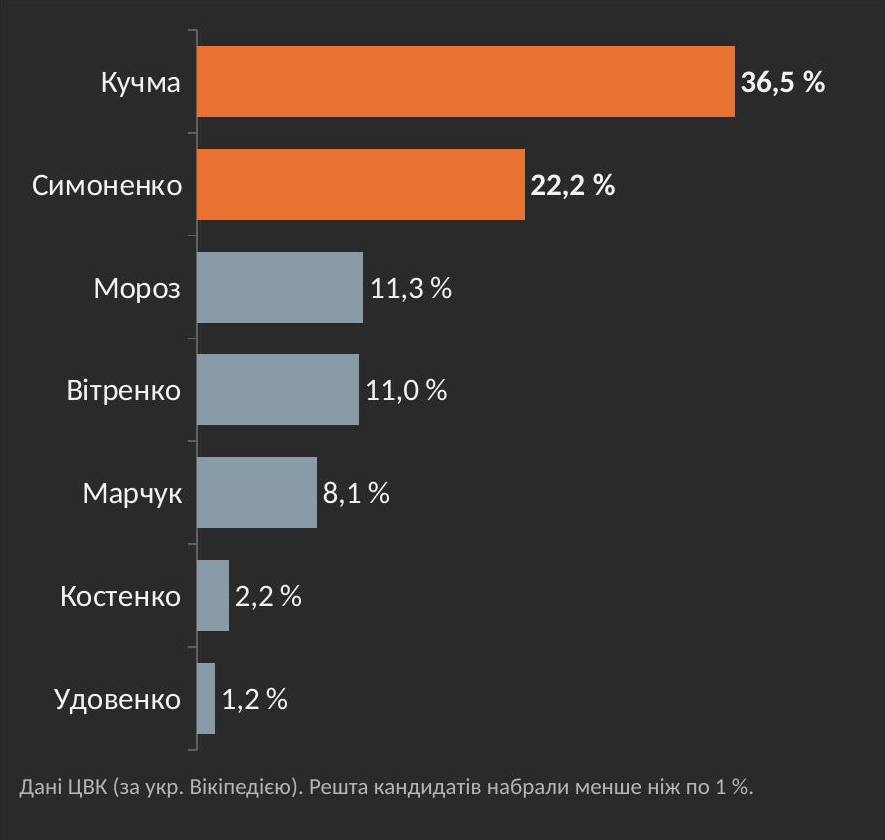 Кучма 36,5 %
Симоненко 22,2 %
Мороз 11,3 %
Вітренко 11,0 %
Марчук 8,1 %
Костенко 2,2 %
Удовенко 1,2 %
Дані ЦВК (за укр. Вікіпедією). Решта кандидатів набрали менше ніж по 1 %.